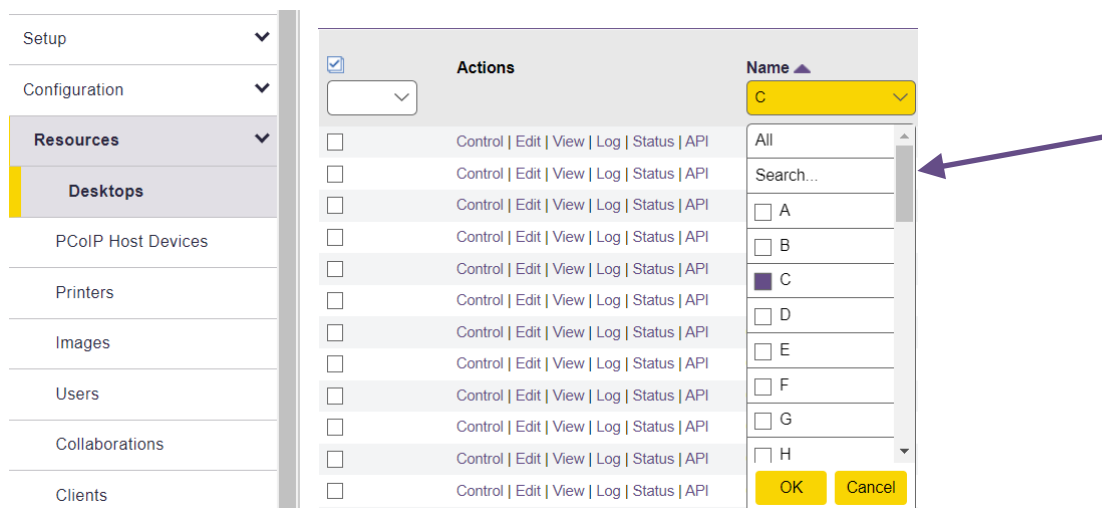 Setup
Configuration
Resources
Desktops
PCoIP Host Devices
Printers
Images
Users
Collaborations
Clients
Actions
Name
C
Control | Edit | View | Log | Status | API
Control | Edit | View | Log | Status | API
Control | Edit | View | Log | Status | API
Control | Edit | View | Log | Status | API
Control | Edit | View | Log | Status | API
Control | Edit | View | Log | Status | API
Control | Edit | View | Log | Status | API
Control | Edit | View | Log | Status | API
Control | Edit | View | Log | Status | API
Control | Edit | View | Log | Status | API
Control | Edit | View | Log | Status | API
Control | Edit | View | Log | Status | API
All
Search...
A
B
C
D
E
F
G
H
OK
Cancel